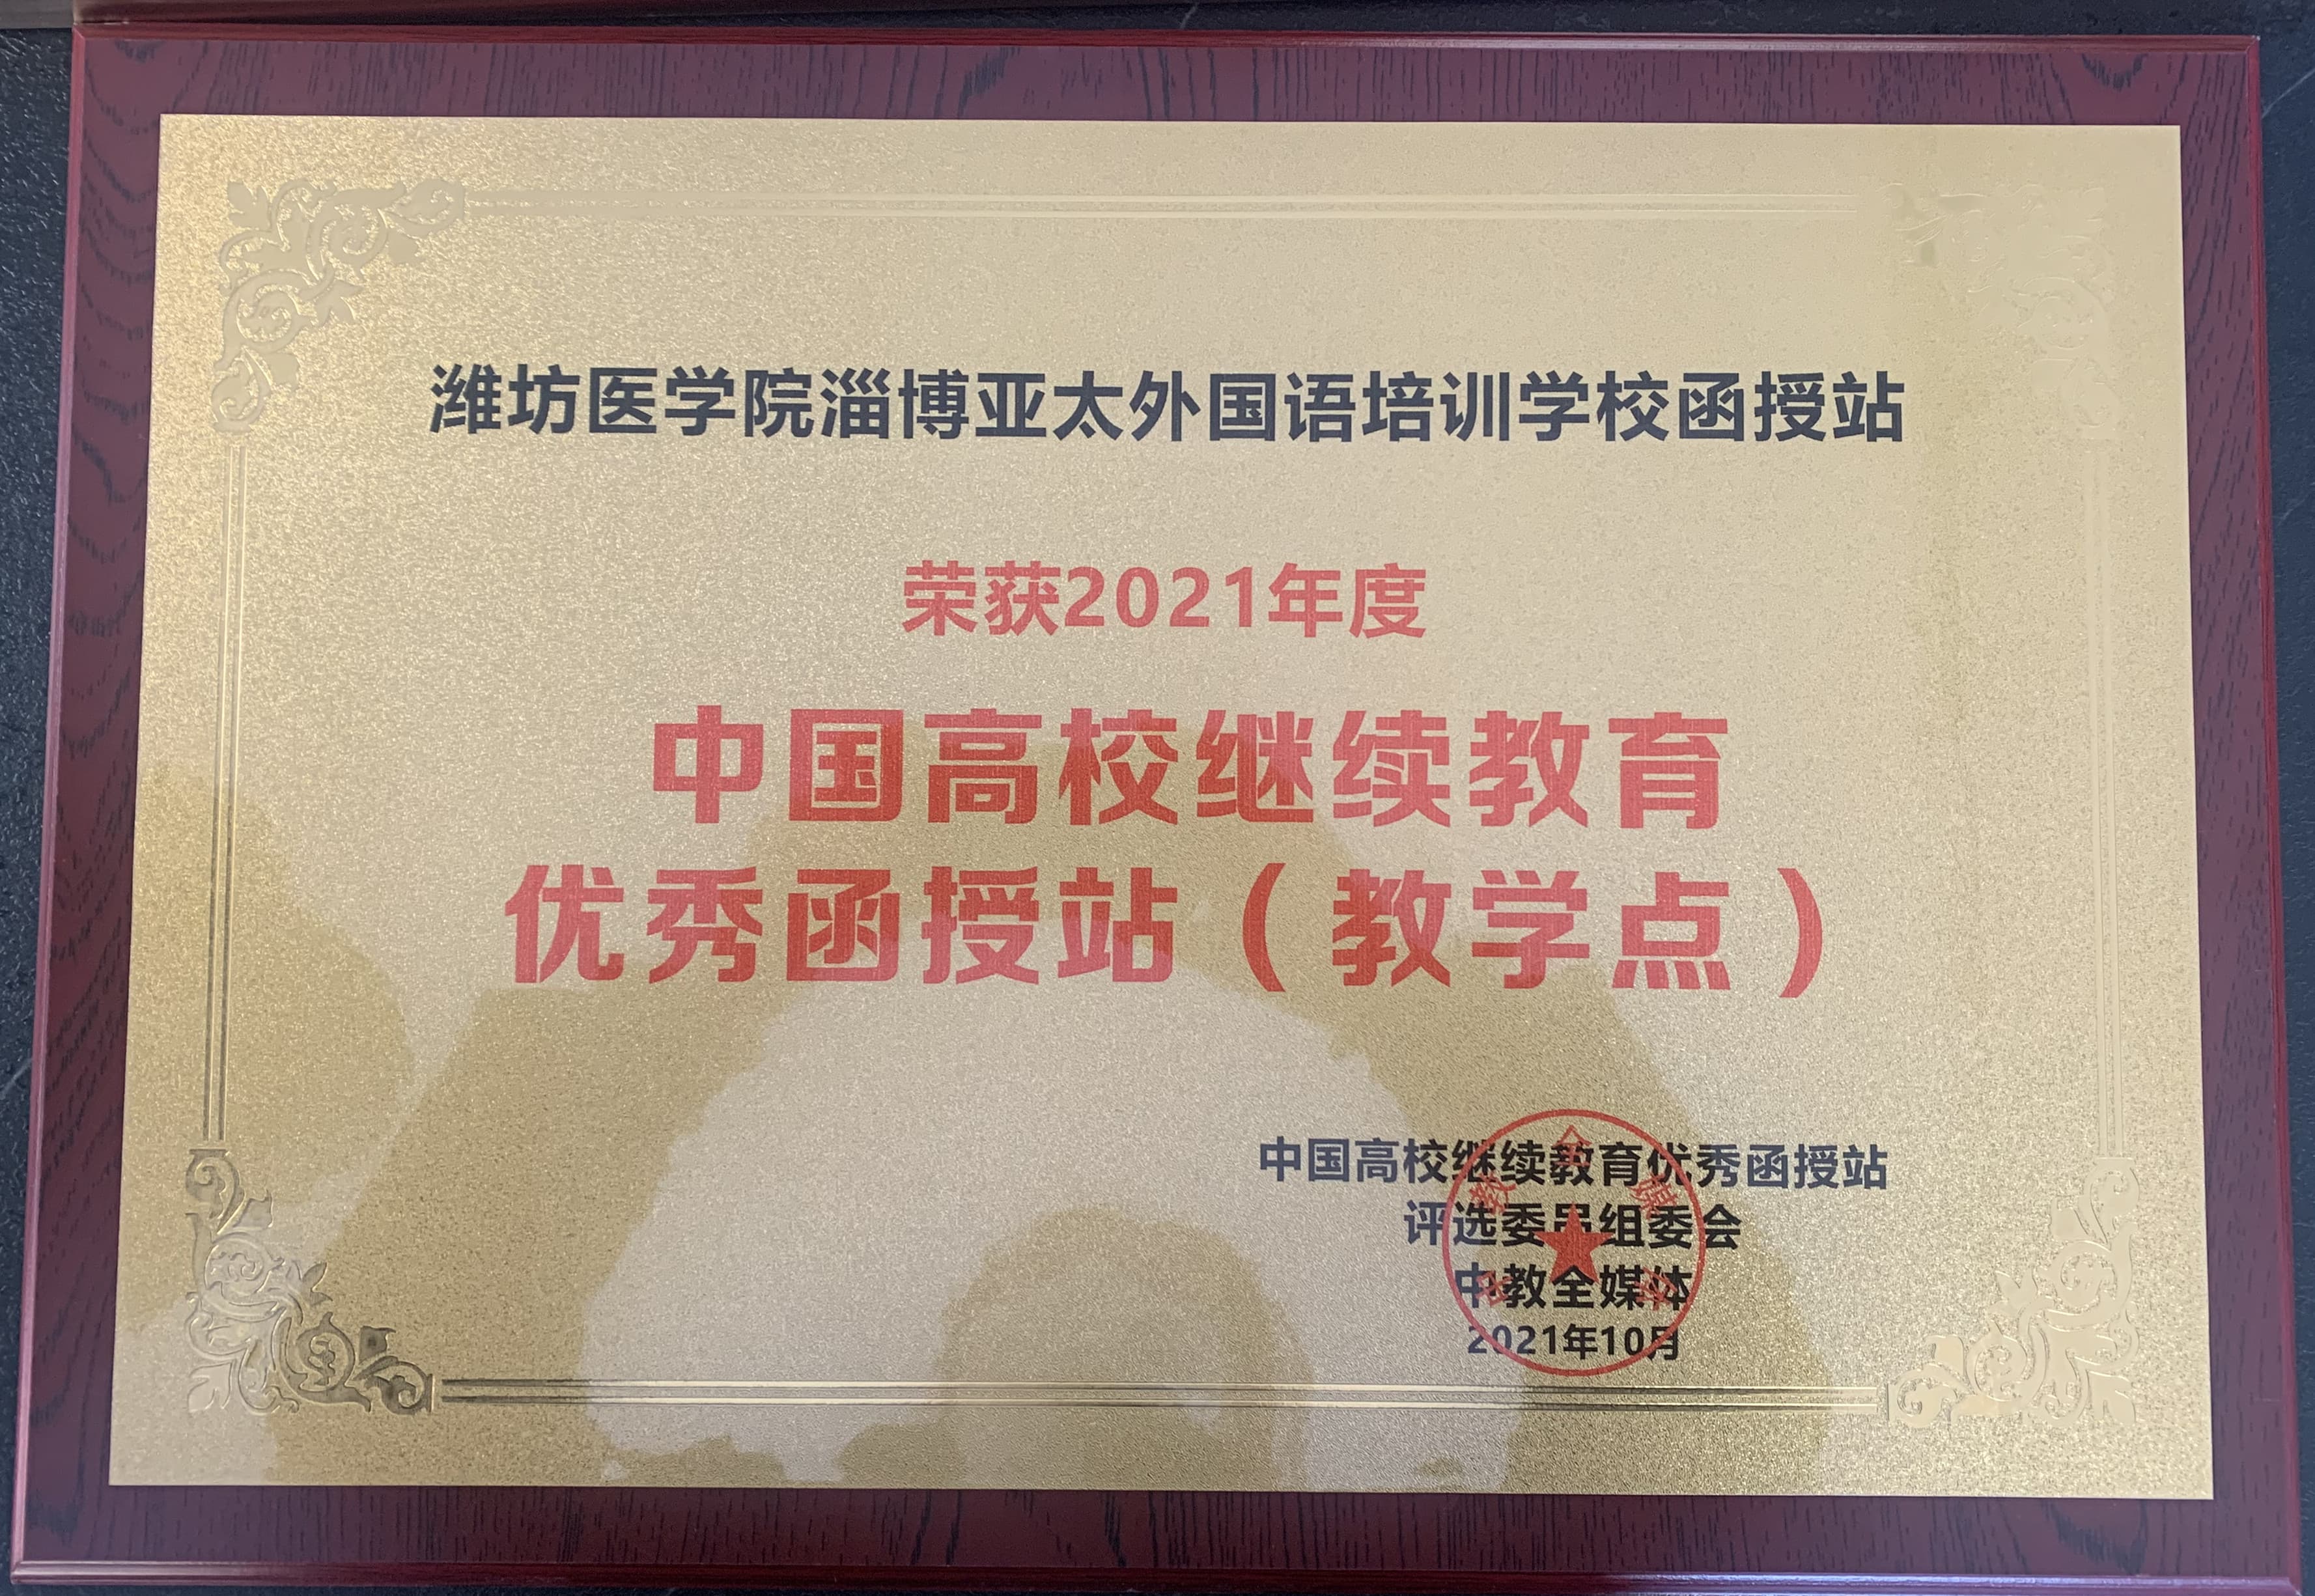 潍坊医学院淄博亚太外国语培训学校函授站
荣获2021年度
中国高校继续教育
优秀函授站（教学点）
中国高校继续教育优秀函授站
评选委员组委会
中教全媒体
2021年10月